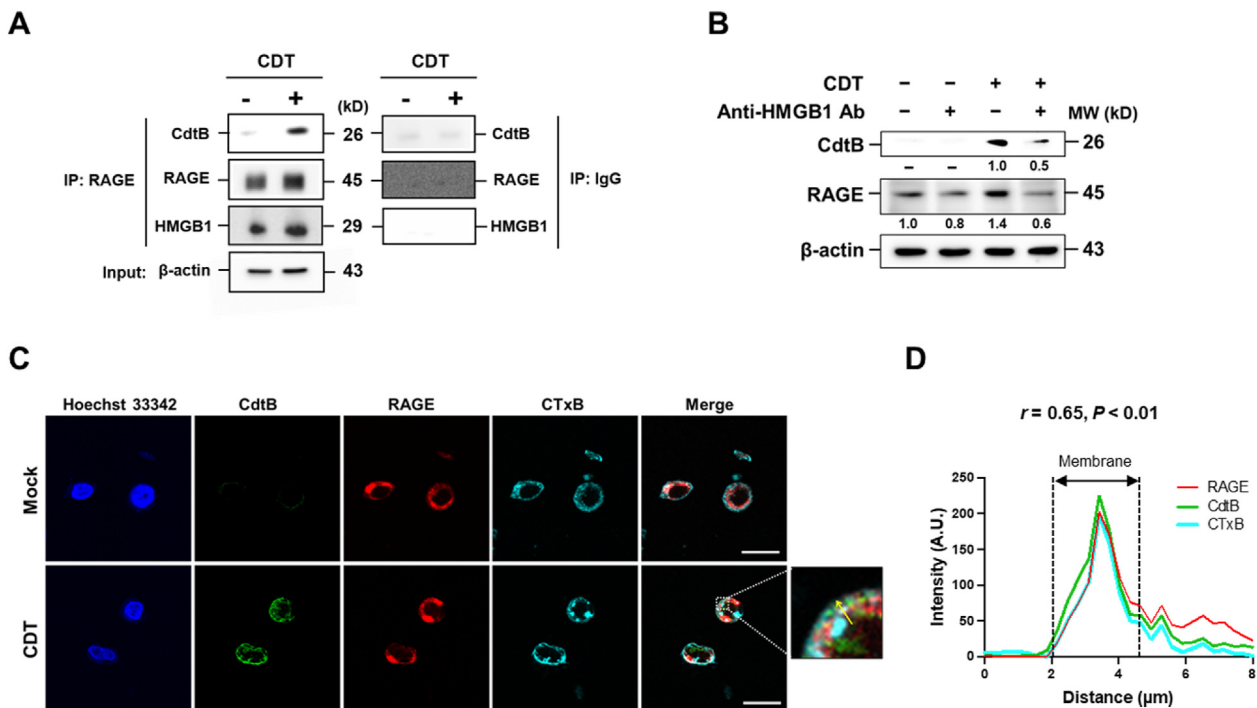 A
CDT CDT
- + (kD) - +
CdtB 26 CdtB
IP: RAGE RAGE 45 RAGE IP: IgG
HMGB1 29 HMGB1
Input: β-actin 43
B
CDT – – + +
Anti-HMGB1 Ab – + – + MW (kD)
CdtB 26
– – 1.0 0.5
RAGE 45
1.0 0.8 1.4 0.6
β-actin 43
C
Hoechst 33342 CdtB RAGE CTxB Merge
Mock
CDT
D
r = 0.65, P < 0.01
Membrane
RAGE
CdtB
CTxB
Intensity (A.U.)
250
200
150
100
50
0
0 2 4 6 8
Distance (µm)